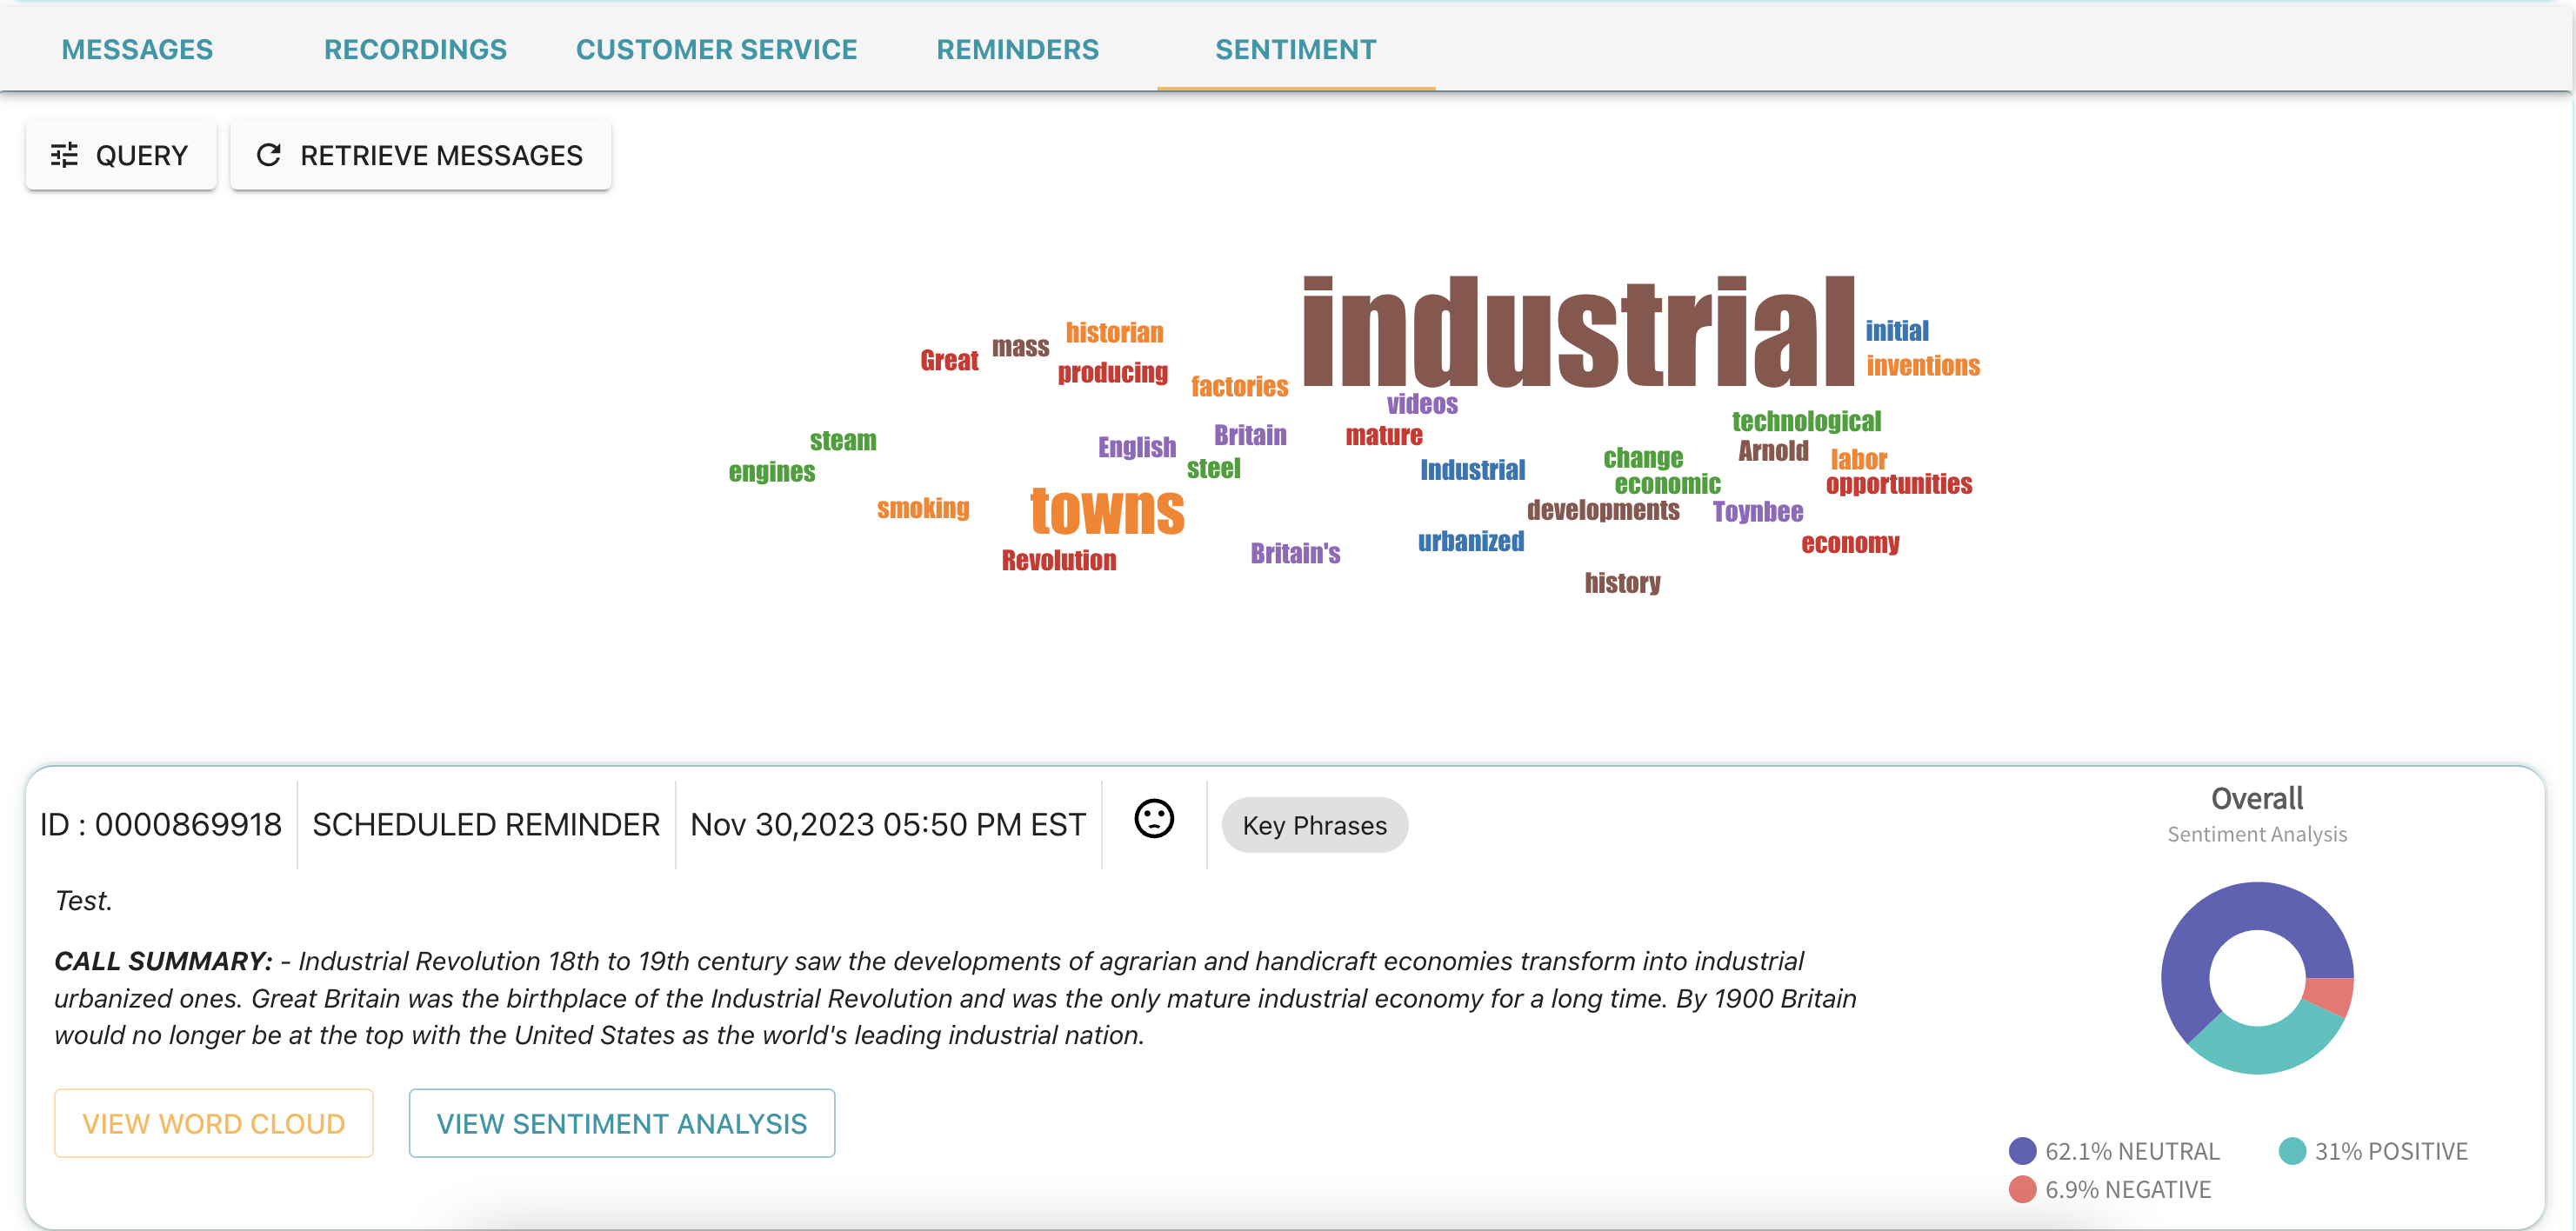 MESSAGES RECORDINGS CUSTOMER SERVICE REMINDERS SENTIMENT
QUERY RETRIEVE MESSAGES
industrial
initial
historian
mass
Great
inventions
producing
factories
videos
technological
steam
English
Britain
mature
Arnold
change
labor
engines
steel
Industrial
economic
opportunities
smoking
towns
developments
Toynbee
urbanized
economy
Revolution
Britain's
history
ID : 0000869918 SCHEDULED REMINDER Nov 30,2023 05:50 PM EST Key Phrases
Test.
CALL SUMMARY: - Industrial Revolution 18th to 19th century saw the developments of agrarian and handicraft economies transform into industrial
urbanized ones. Great Britain was the birthplace of the Industrial Revolution and was the only mature industrial economy for a long time. By 1900 Britain
would no longer be at the top with the United States as the world's leading industrial nation.
VIEW WORD CLOUD VIEW SENTIMENT ANALYSIS
Overall
Sentiment Analysis
62.1% NEUTRAL 31% POSITIVE
6.9% NEGATIVE